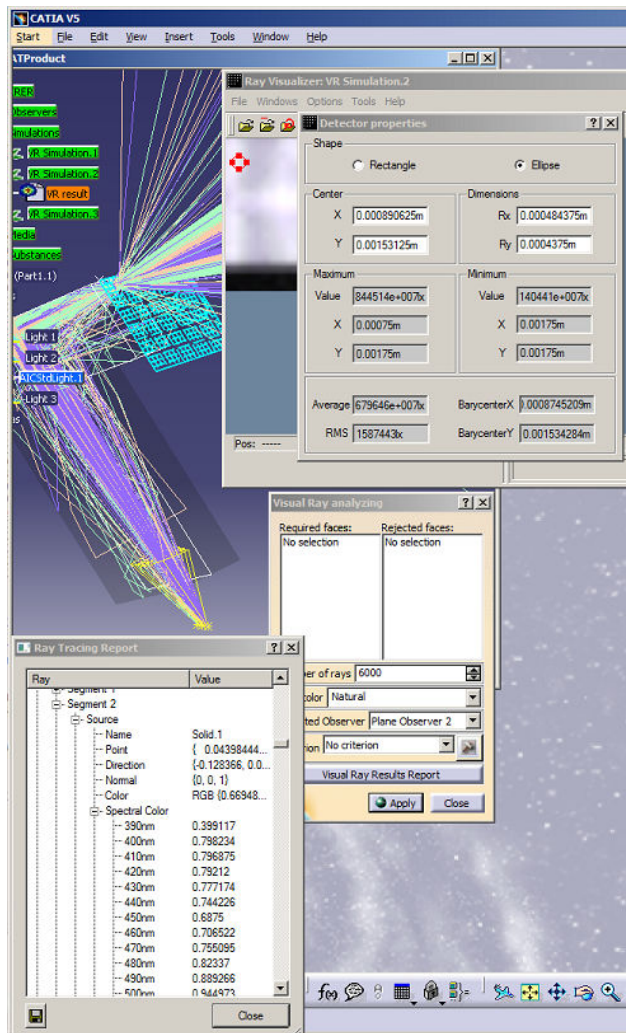 CATIA V5
Start File Edit View Insert Tools Window Help
ATProduct
RER
Observers
Simulations
VR Simulation.1
VR Simulation.2
VR result
VR Simulation.3
Media
Substances
(Part1.1)
Light 1
Light 2
AICStdLight.1
Light 3
Ray Visualizer: VR Simulation.2
File Windows Options Tools Help
Detector properties
Shape
Rectangle Ellipse
Center Dimensions
X 0.000890625m Rx 0.000484375m
Y 0.00153125m Ry 0.0004375m
Maximum Minimum
Value 844514e+007lx Value 140441e+007lx
X 0.00075m X 0.00175m
Y 0.00175m Y 0.00175m
Average 679646e+007lx BarycenterX 0.0008745209m
RMS 1587443lx BarycenterY 0.001534284m
Pos: -----
Visual Ray analyzing
Required faces: Rejected faces:
No selection No selection
ber of rays 6000
color Natural
ted Observer Plane Observer 2
rion No criterion
Visual Ray Results Report
Apply Close
Ray Tracing Report
Ray Value
Segment 1
Segment 2
Source
Name Solid.1
Point { 0.04398444...
Direction {-0.128366, 0.0...
Normal {0, 0, 1}
Color RGB {0.66948...
Spectral Color
390nm 0.399117
400nm 0.798234
410nm 0.796875
420nm 0.79212
430nm 0.777174
440nm 0.744226
450nm 0.6875
460nm 0.706522
470nm 0.755095
480nm 0.82337
490nm 0.889266
500nm 0.944973
Close
f(x)